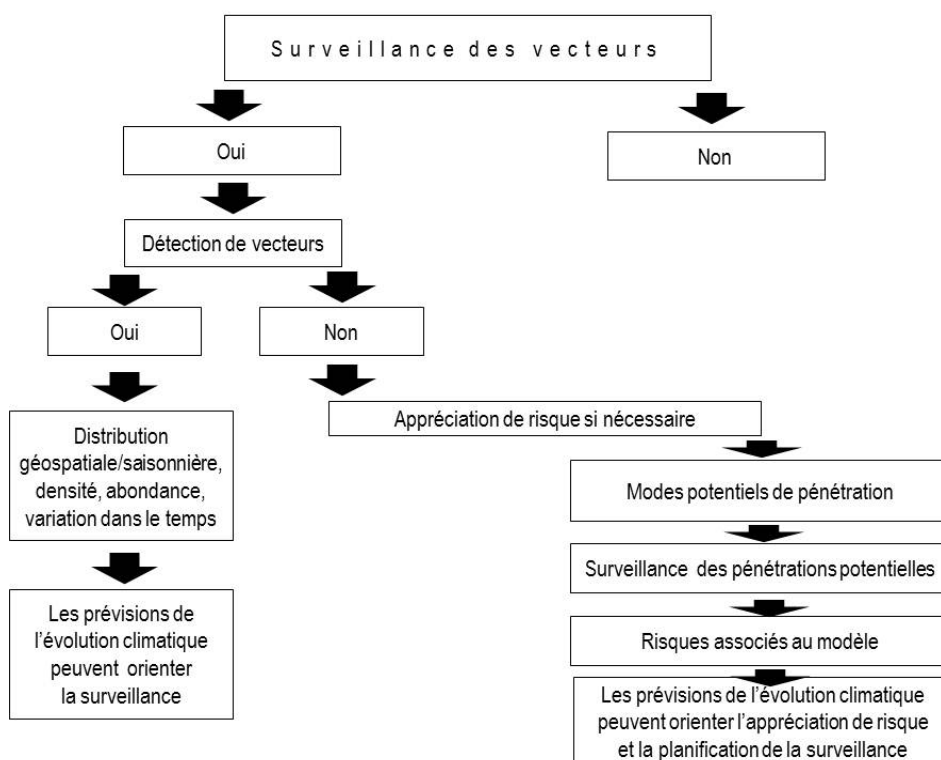 Surveillance des vecteurs
Oui
Non
Détection de vecteurs
Oui
Non
Distribution
géospatiale/saisonnière,
densité, abondance,
variation dans le temps
Appréciation de risque si nécessaire
Modes potentiels de pénétration
Surveillance des pénétrations potentielles
Les prévisions de
l’évolution climatique
peuvent orienter
la surveillance
Risques associés au modèle
Les prévisions de l’évolution climatique
peuvent orienter l’appréciation de risque
et la planification de la surveillance